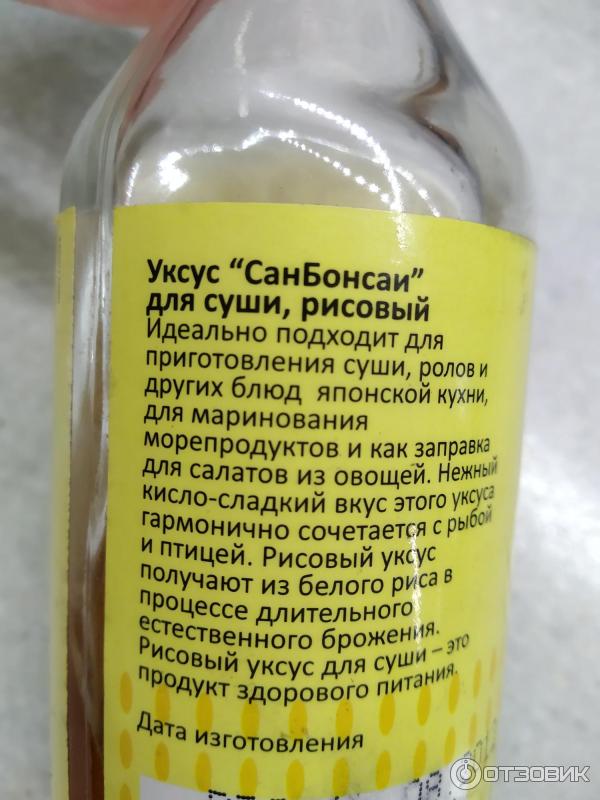 Уксус “СанБонсаи”
для суши, рисовый
Идеально подходит для
приготовления суши, ролов и
других блюд японской кухни,
для маринования
морепродуктов и как заправка
для салатов из овощей. Нежный
кисло-сладкий вкус этого уксуса
гармонично сочетается с рыбой
и птицей. Рисовый уксус
получают из белого риса в
процессе длительного
естественного брожения.
Рисовый уксус для суши – это
продукт здорового питания.
Дата изготовления
ОТЗОВИК